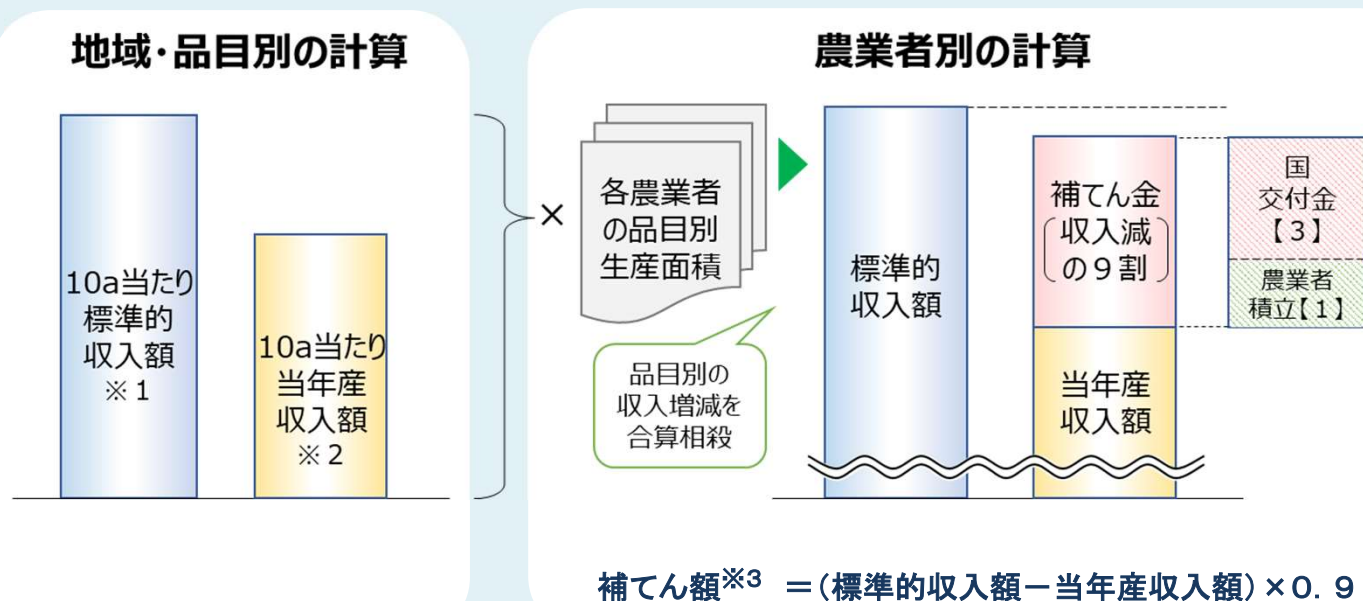 地域･品目別の計算
10a当たり
標準的
収入額
※１
10a当たり
当年産
収入額
※２
農業者別の計算
×
各農業者
の品目別
生産面積
品目別の
収入増減を
合算相殺
標準的
収入額
補てん金
収入減
の９割
当年産
収入額
国
交付金
【３】
農業者
積立【１】
補てん額※3 ＝（標準的収入額－当年産収入額）×０．９